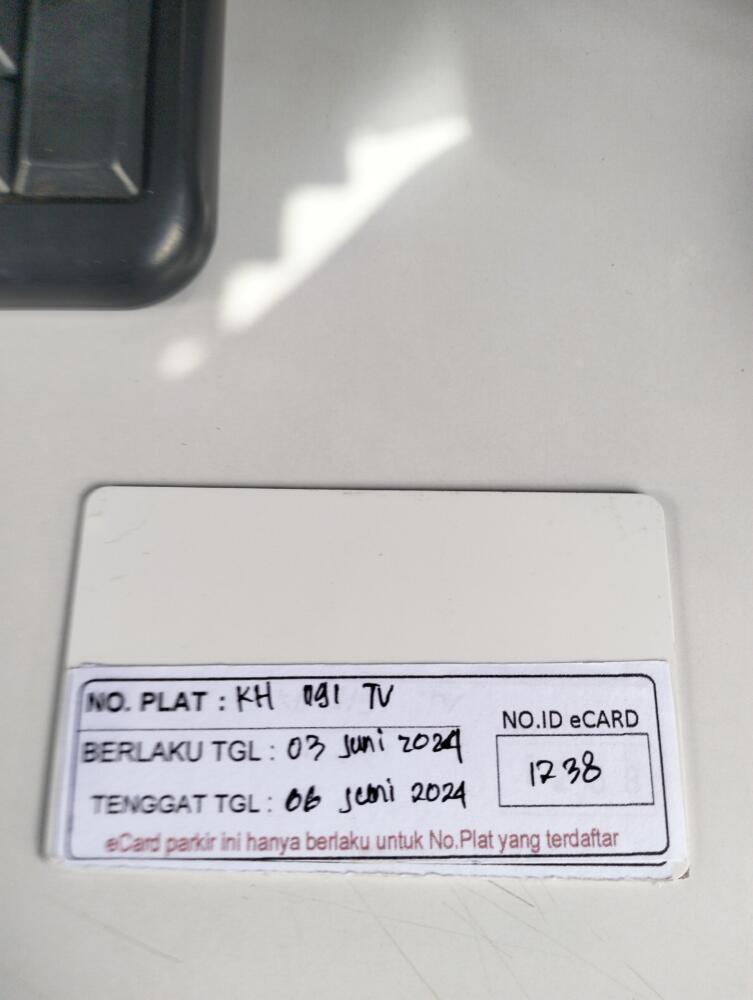 NO. PLAT : KH 1191 TV
BERLAKU TGL : 03 Juni 2024
TENGGAT TGL : 06 Juni 2024
NO.ID eCARD
1238
eCard parkir ini hanya berlaku untuk No.Plat yang terdaftar